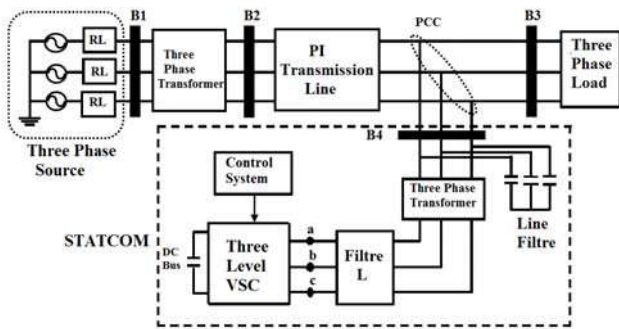 B1
B2
PCC
B3
RL
RL
RL
Three
Phase
Transformer
PI
Transmission
Line
Three
Phase
Load
Three Phase
Source
B4
Control
System
Three Phase
Transformer
Line
Filtre
STATCOM
DC
Bus
Three
Level
VSC
a
b
c
Filtre
L